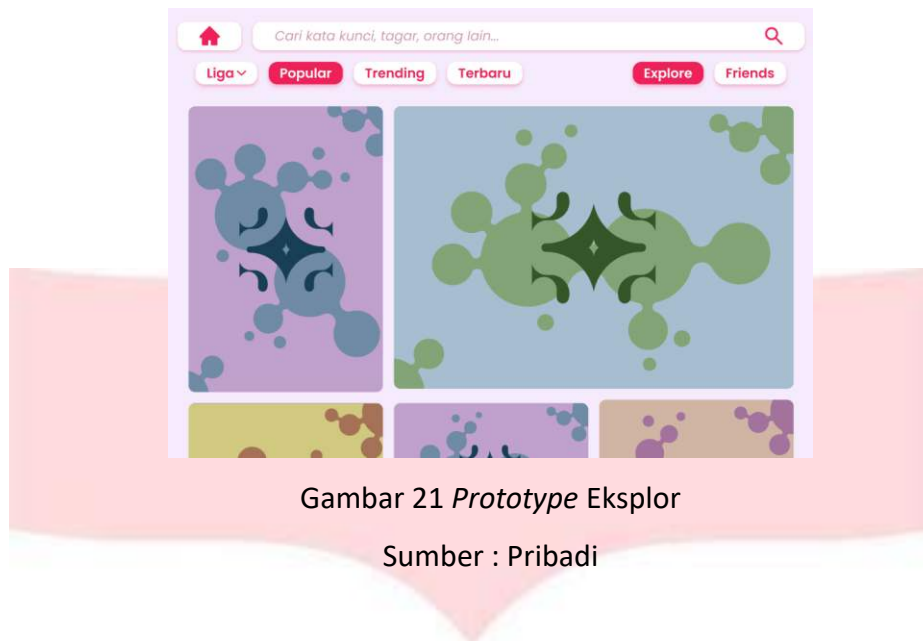 Cari kata kunci, tagar, orang lain...
Liga Popular Trending Terbaru Explore Friends
Gambar 21 Prototype Eksplor
Sumber : Pribadi